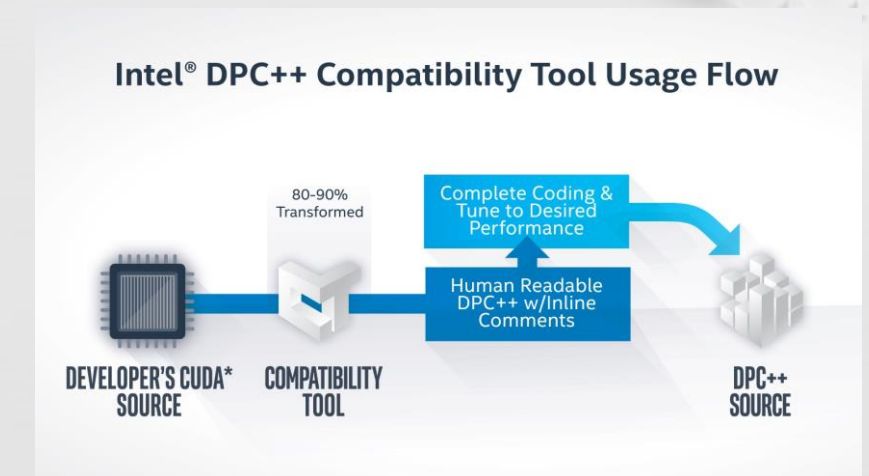 Intel® DPC++ Compatibility Tool Usage Flow
80-90%
Transformed
Complete Coding &
Tune to Desired
Performance
Human Readable
DPC++ w/Inline
Comments
DEVELOPER'S CUDA*
SOURCE
COMPATIBILITY
TOOL
DPC++
SOURCE